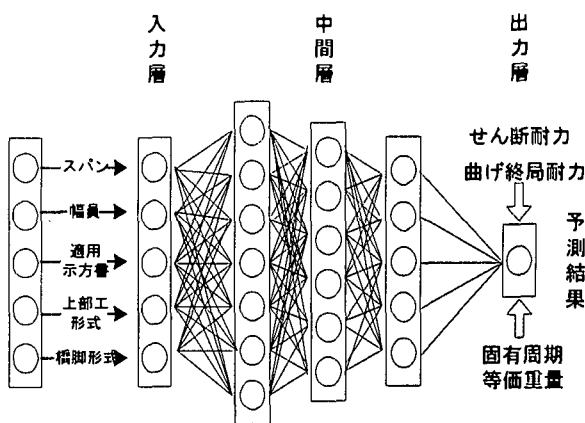 入力層
中間層
出力層
スパン
幅員
適用
示方書
上部工
形式
橋脚形式
せん断耐力
曲げ終局耐力
予測結果
固有周期
等価重量